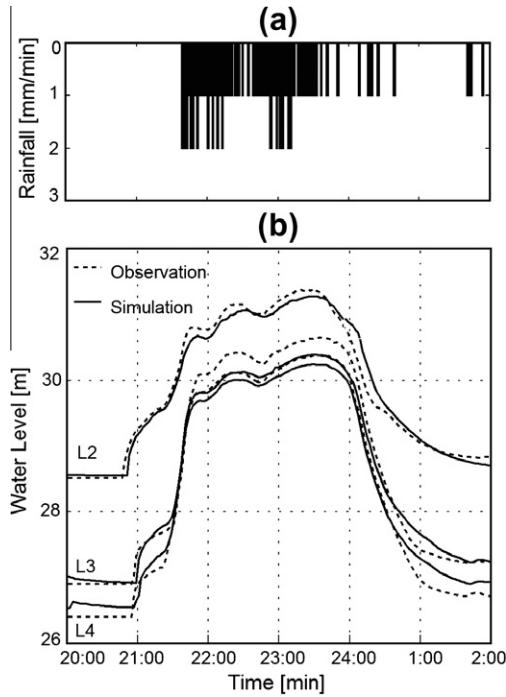 (a)
Rainfall [mm/min]
0
1
2
3
(b)
Water Level [m]
32
30
28
26
Observation
Simulation
L2
L3
L4
20:00 21:00 22:00 23:00 24:00 1:00 2:00
Time [min]